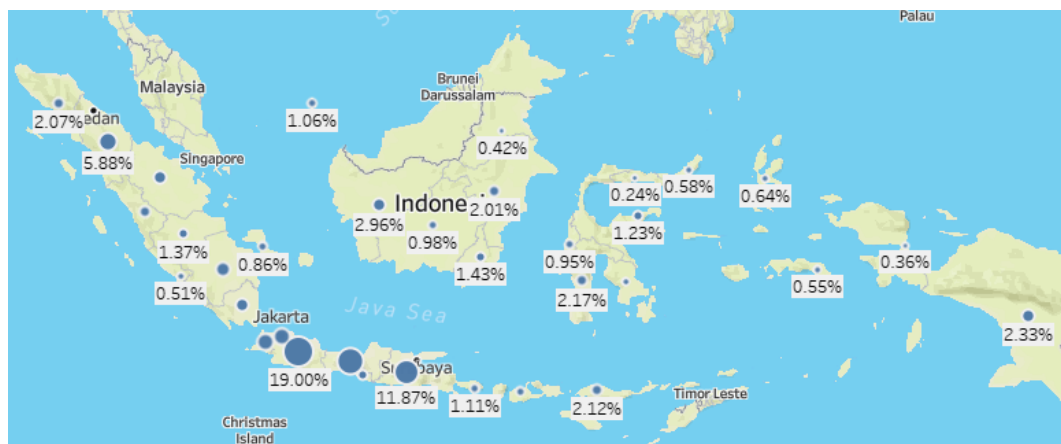 Palau
Malaysia
Brunei
Darussalam
2.07%
edan
1.06%
0.42%
5.88%
Singapore
0.24%
0.58%
0.64%
Indone
2.01%
2.96%
0.98%
1.23%
1.37%
0.86%
0.95%
0.36%
1.43%
0.51%
0.55%
2.17%
Java Sea
Jakarta
2.33%
Su
baya
19.00%
11.87%
1.11%
2.12%
Timor Leste
Christmas
Island